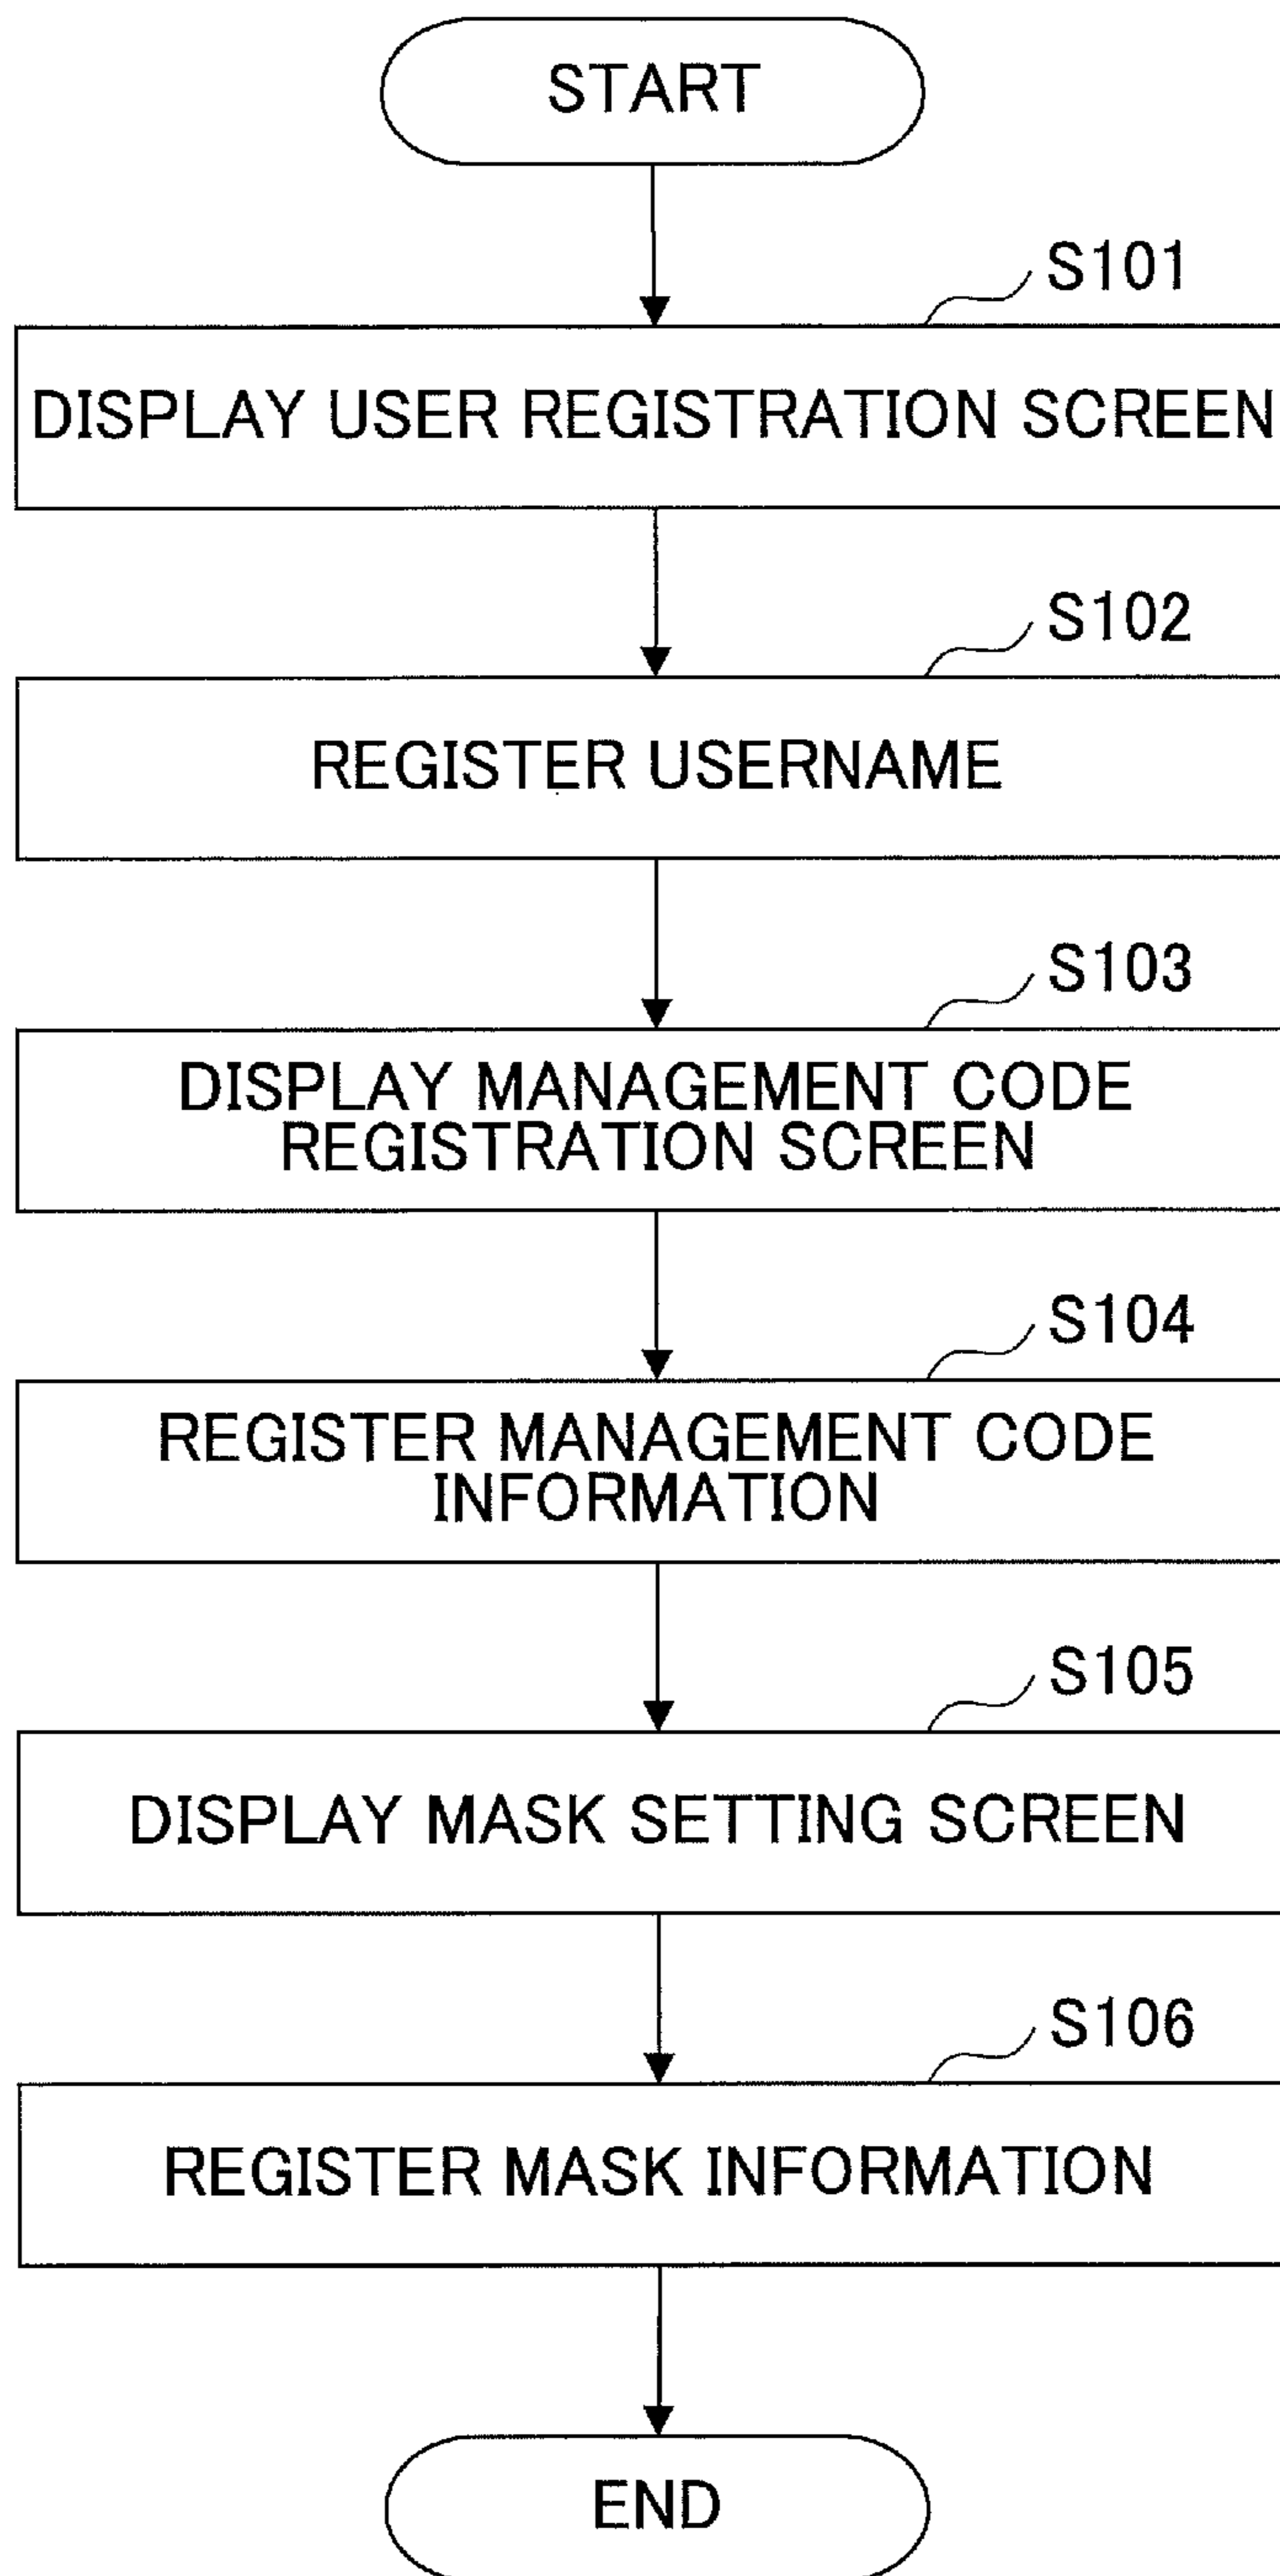 START
S101
DISPLAY USER REGISTRATION SCREEN
S102
REGISTER USERNAME
S103
DISPLAY MANAGEMENT CODE
REGISTRATION SCREEN
S104
REGISTER MANAGEMENT CODE
INFORMATION
S105
DISPLAY MASK SETTING SCREEN
S106
REGISTER MASK INFORMATION
END